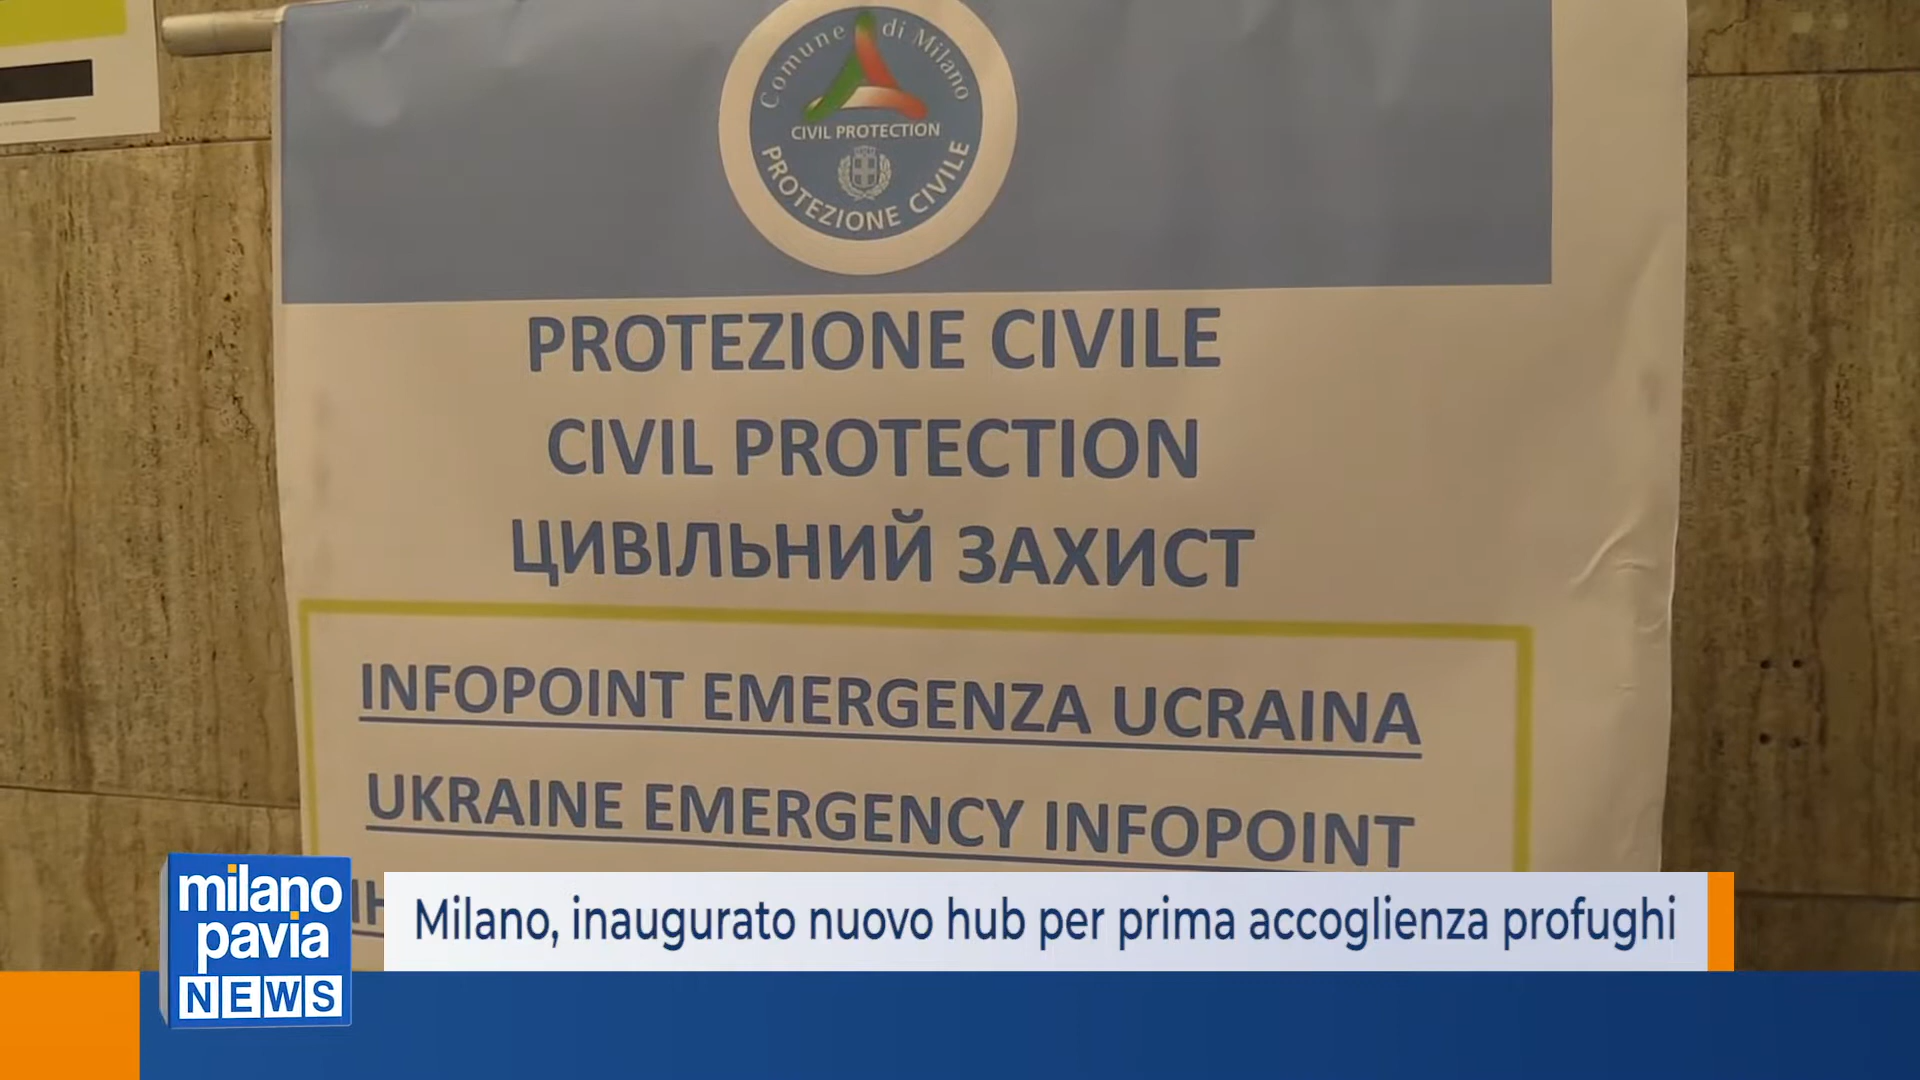 Comune di Milano
CIVIL PROTECTION
PROTEZIONE CIVILE
PROTEZIONE CIVILE
CIVIL PROTECTION
ЦИВІЛЬНИЙ ЗАХИСТ
INFOPOINT EMERGENZA UCRAINA
UKRAINE EMERGENCY INFOPOINT
milano
pavia
NEWS
Milano, inaugurato nuovo hub per prima accoglienza profughi